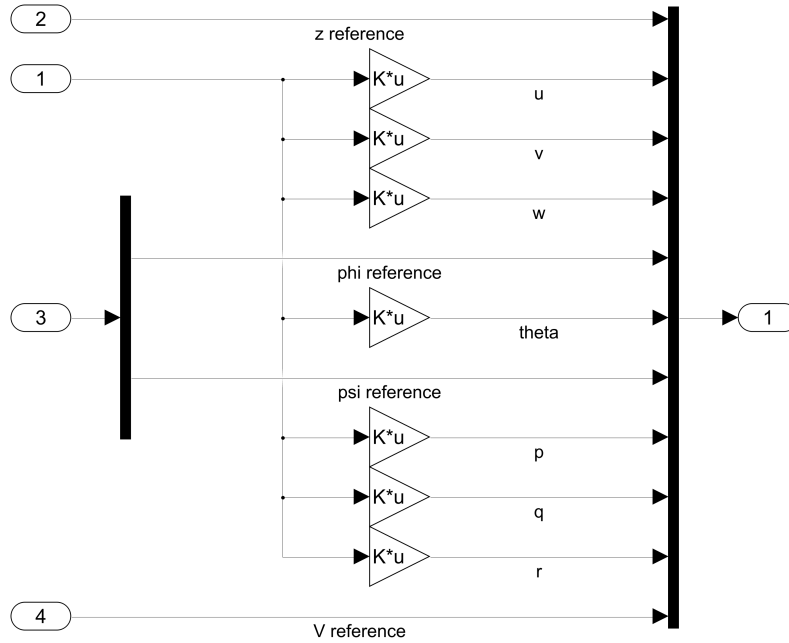 2
z reference
1
K*u
u
K*u
v
K*u
w
phi reference
3
K*u
theta
1
psi reference
K*u
p
K*u
q
K*u
r
4
V reference